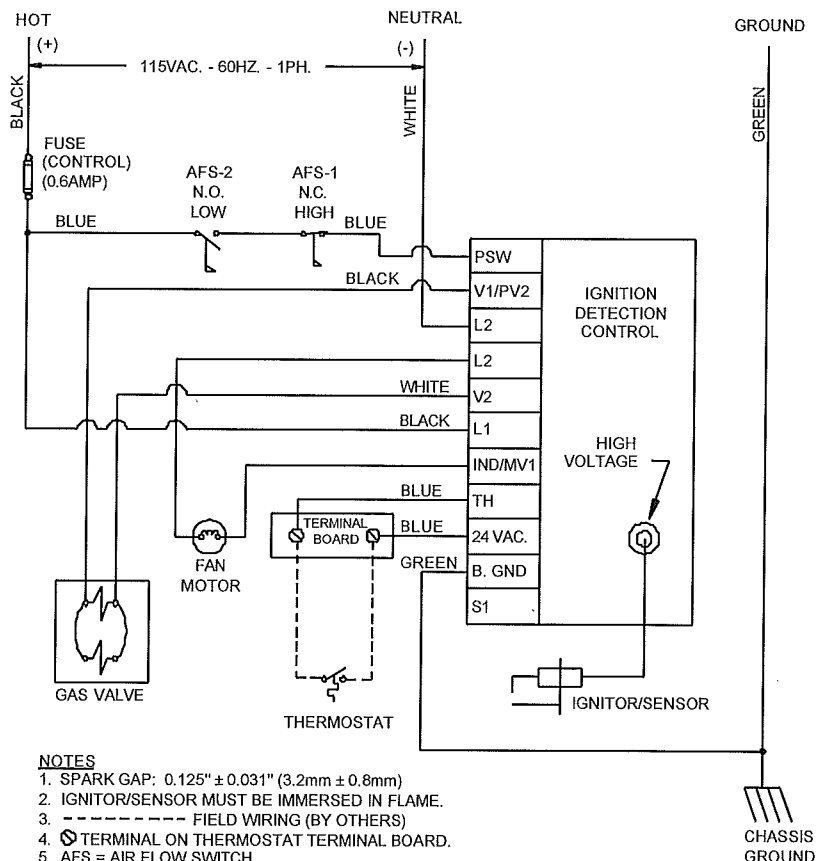 HOT
NEUTRAL
GROUND
(+)
(-)
115VAC. - 60HZ. - 1PH.
BLACK
WHITE
GREEN
FUSE
(CONTROL)
(0.6AMP)
AFS-2
N.O.
LOW
AFS-1
N.C.
HIGH
BLUE
BLUE
PSW
BLACK
V1/PV2
IGNITION
DETECTION
CONTROL
L2
L2
WHITE
V2
BLACK
L1
HIGH
VOLTAGE
IND/MV1
BLUE
TH
TERMINAL
BOARD
BLUE
24 VAC.
FAN
MOTOR
GREEN
B. GND
S1
GAS VALVE
THERMOSTAT
IGNITOR/SENSOR
NOTES
1. SPARK GAP: 0.125" ± 0.031" (3.2mm ± 0.8mm)
2. IGNITOR/SENSOR MUST BE IMMERSED IN FLAME.
3. FIELD WIRING (BY OTHERS)
4. TERMINAL ON THERMOSTAT TERMINAL BOARD.
5. AFS = AIR FLOW SWITCH
CHASSIS
GROUND